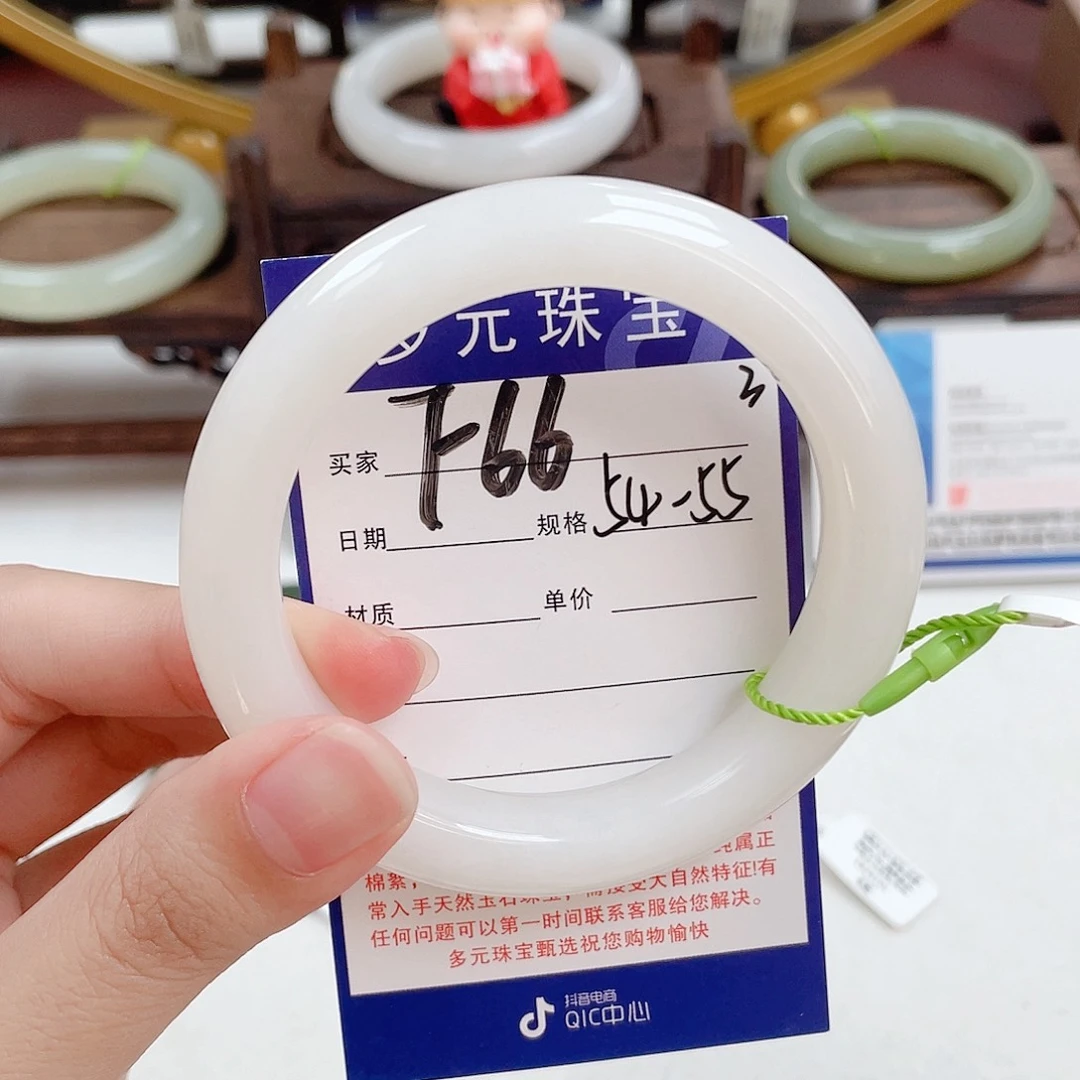 多元珠宝
3
买家 F66
日期 规格 54-55
材质 单价
纯属正
棉絮，
常入手天然玉石珠宝，需接受大自然特征！有
任何问题可以第一时间联系客服给您解决。
多元珠宝甄选祝您购物愉快
抖音电商
QIC中心